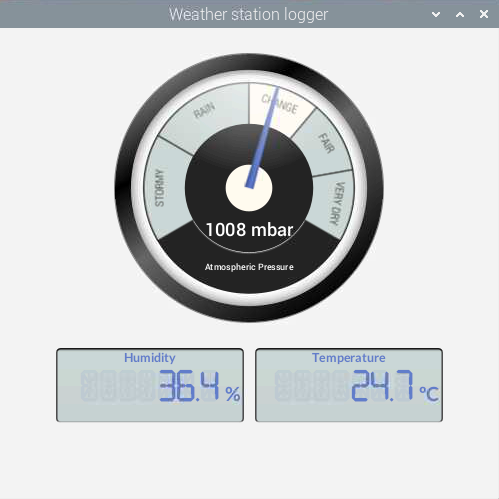 Weather station logger
RAIN
CHANGE
FAIR
STORMY
VERY DRY
1008 mbar
Atmospheric Pressure
Humidity
Temperature
36.4 %
24.7 °C